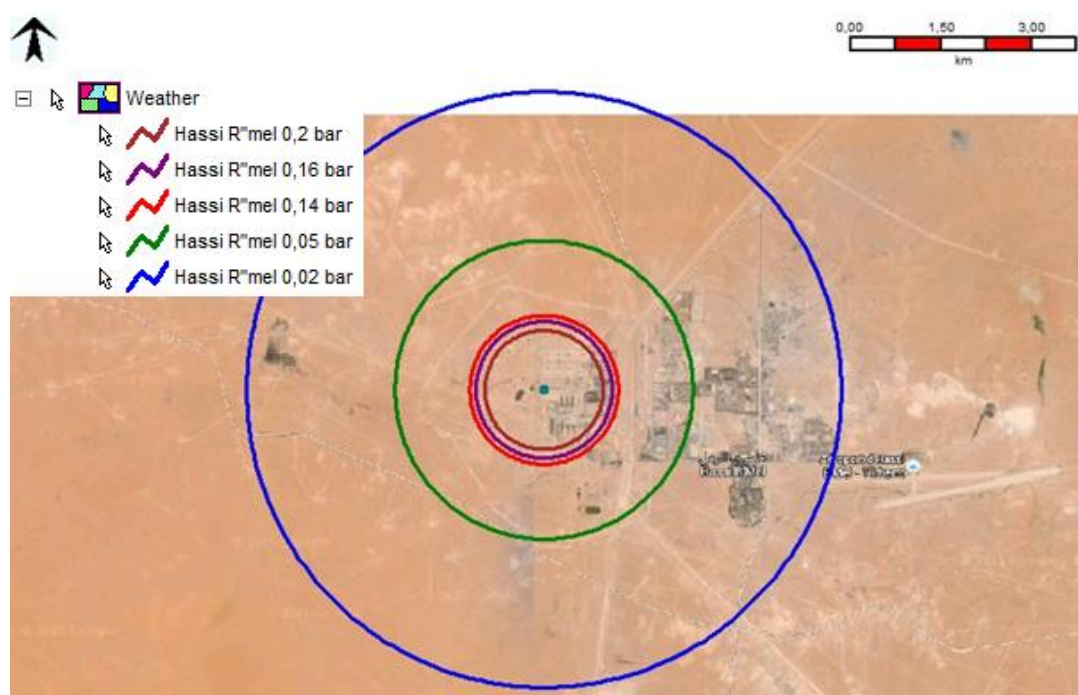 0,00 1,50 3,00
km
Weather
Hassi R"mel 0,2 bar
Hassi R"mel 0,16 bar
Hassi R"mel 0,14 bar
Hassi R"mel 0,05 bar
Hassi R"mel 0,02 bar